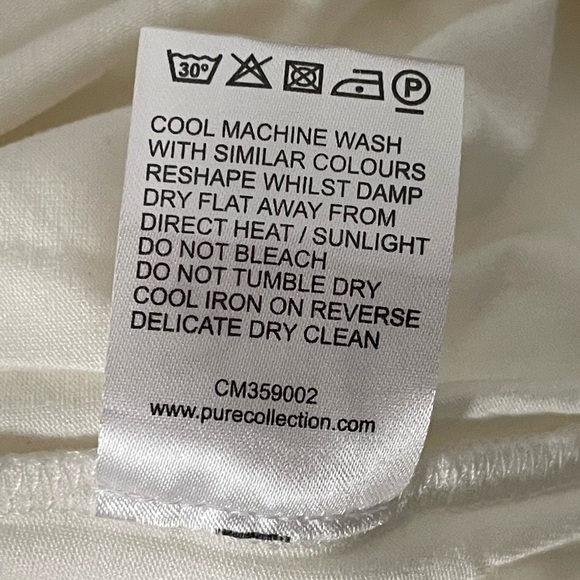 30°
P
COOL MACHINE WASH
WITH SIMILAR COLOURS
RESHAPE WHILST DAMP
DRY FLAT AWAY FROM
DIRECT HEAT / SUNLIGHT
DO NOT BLEACH
DO NOT TUMBLE DRY
COOL IRON ON REVERSE
DELICATE DRY CLEAN
CM359002
www.purecollection.com